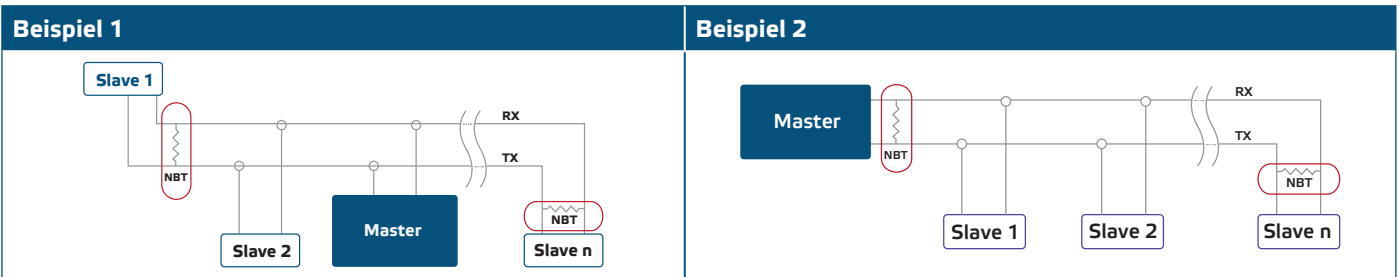 Beispiel 1
Slave 1
RX
TX
NBT
NBT
Slave 2
Master
Slave n
Beispiel 2
Master
RX
TX
NBT
NBT
Slave 1
Slave 2
Slave n